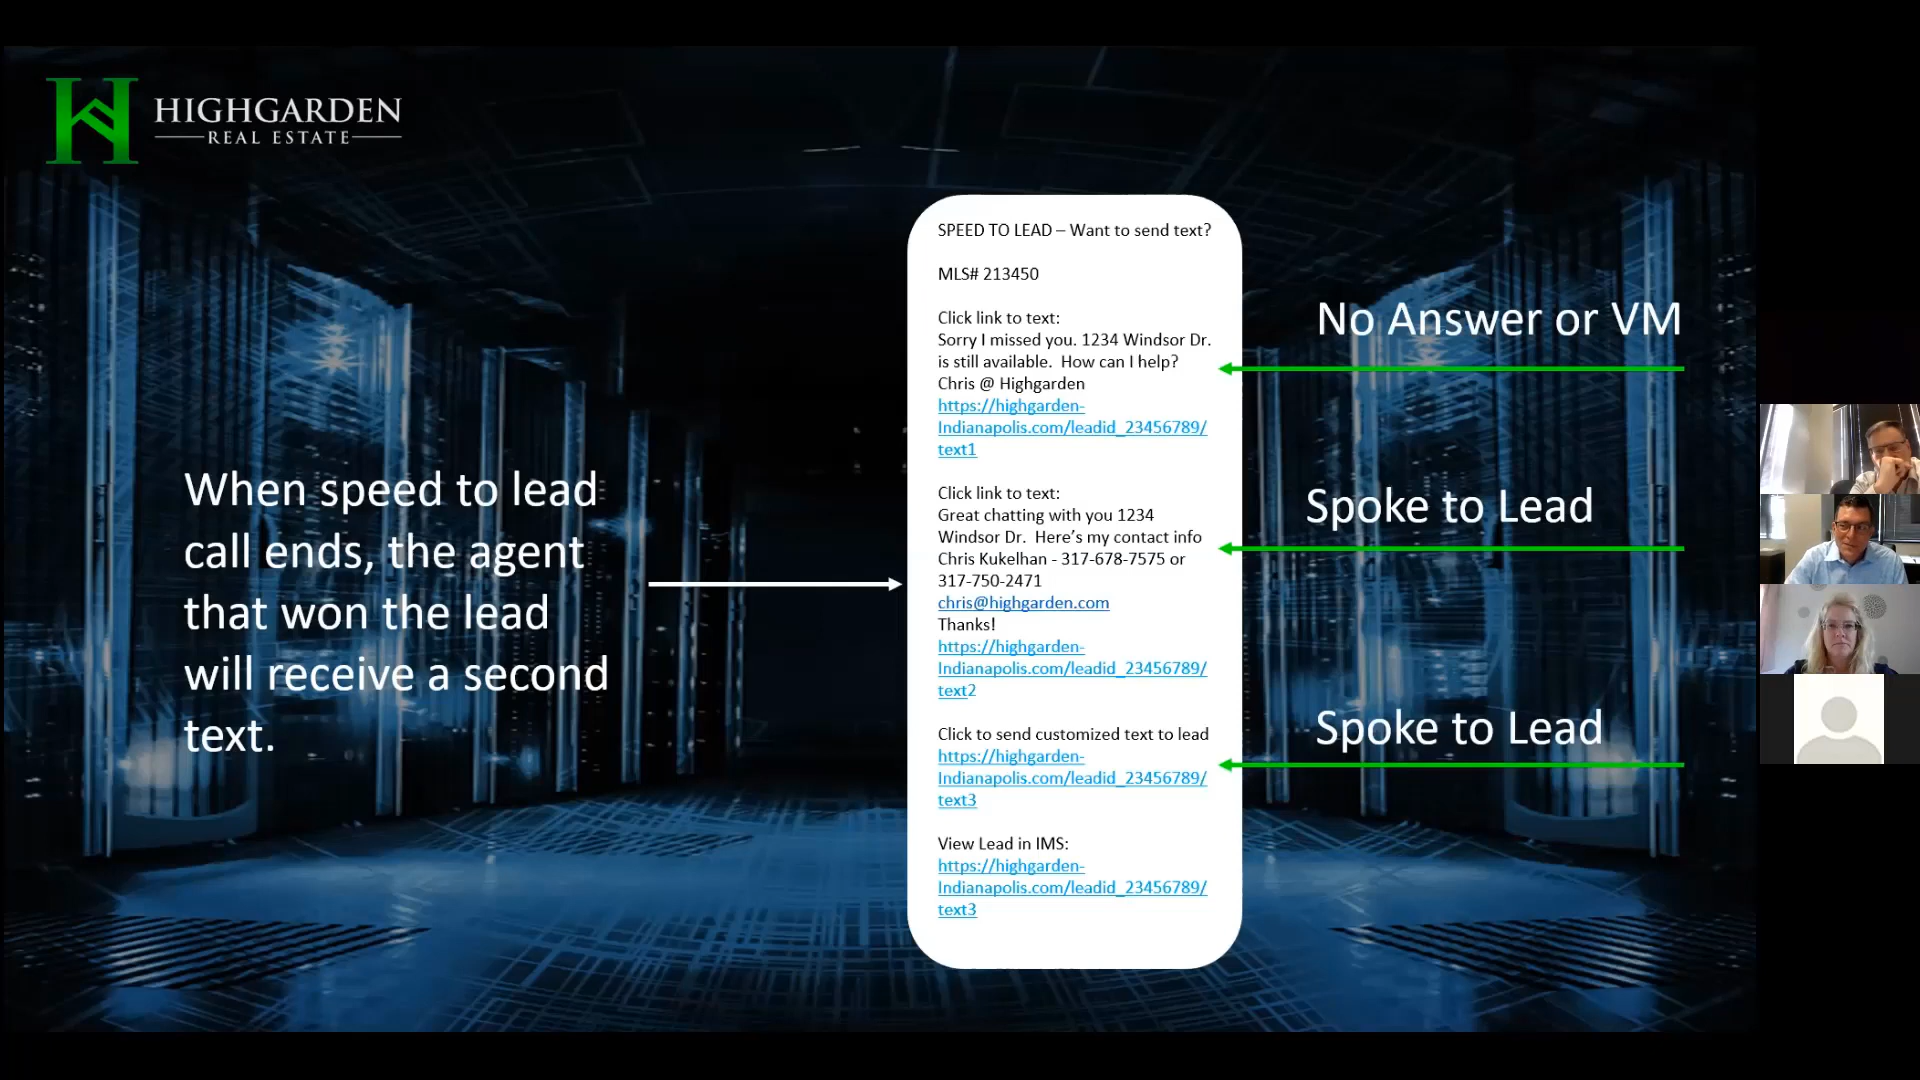 HIGHGARDEN
REAL ESTATE
When speed to lead
call ends, the agent
that won the lead
will receive a second
text.
SPEED TO LEAD – Want to send text?
MLS# 213450
Click link to text:
Sorry I missed you. 1234 Windsor Dr.
is still available.  How can I help?
Chris @ Highgarden
https://highgarden-
Indianapolis.com/leadid_23456789/
text1
Click link to text:
Great chatting with you 1234
Windsor Dr.  Here’s my contact info
Chris Kukelhan - 317-678-7575 or
317-750-2471
chris@highgarden.com
Thanks!
https://highgarden-
Indianapolis.com/leadid_23456789/
text2
Click to send customized text to lead
https://highgarden-
Indianapolis.com/leadid_23456789/
text3
View Lead in IMS:
https://highgarden-
Indianapolis.com/leadid_23456789/
text3
No Answer or VM
Spoke to Lead
Spoke to Lead